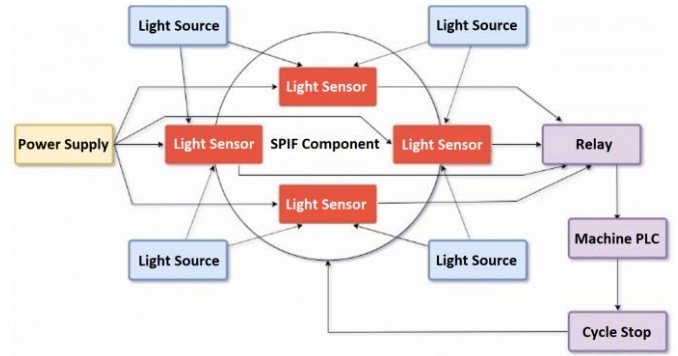 Light Source
Light Source
Light Sensor
Power Supply
Light Sensor
SPIF Component
Light Sensor
Relay
Light Sensor
Machine PLC
Light Source
Light Source
Cycle Stop